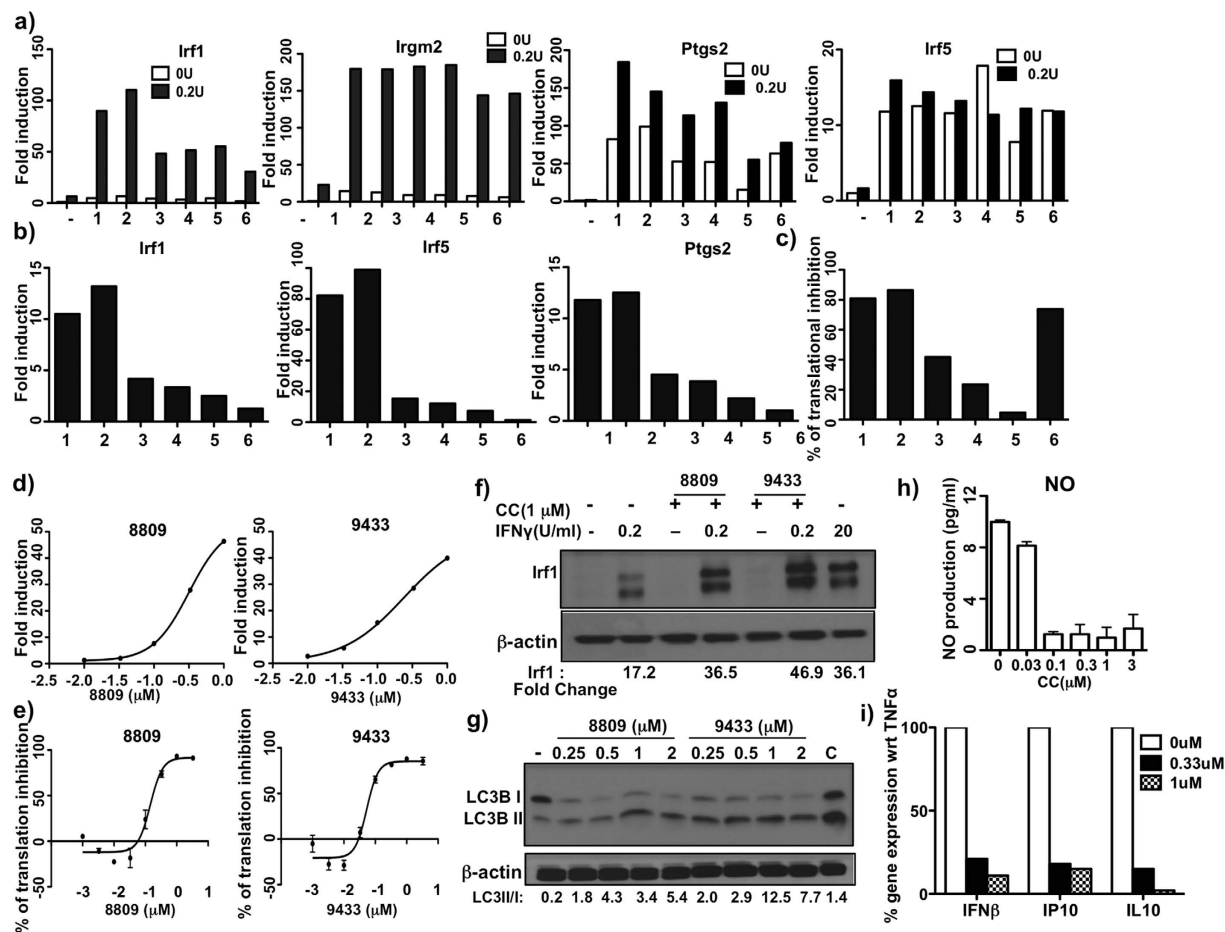 a)
Irf1
0U
0.2U
Fold induction
150
100
50
0
- 1 2 3 4 5 6
Irgm2
0U
0.2U
Fold induction
200
150
100
50
0
- 1 2 3 4 5 6
Ptgs2
0U
0.2U
Fold induction
200
150
100
50
0
- 1 2 3 4 5 6
Irf5
0U
0.2U
Fold induction
20
10
0
- 1 2 3 4 5 6
b)
Irf1
Fold induction
15
10
5
0
1 2 3 4 5 6
Irf5
Fold induction
100
80
60
40
20
0
1 2 3 4 5 6
Ptgs2
Fold induction
15
10
5
0
1 2 3 4 5 6
c)
% of translational inhibition
100
80
60
40
20
0
1 2 3 4 5 6
d)
8809
Fold induction
50
40
30
20
10
0
-2.5 -2.0 -1.5 -1.0 -0.5 0.0
8809 (μM)
9433
Fold induction
50
40
30
20
10
0
-2.5 -2.0 -1.5 -1.0 -0.5 0.0
9433 (μM)
e)
8809
% of translation inhibition
100
50
0
-50
-3 -2 -1 0 1
8809 (μM)
9433
% of translation inhibition
100
50
0
-50
-3 -2 -1 0 1
9433 (μM)
f)
8809 9433
CC(1 μM) - - + + + + -
IFNγ(U/ml) - 0.2 – 0.2 – 0.2 20
Irf1
β-actin
Irf1 : 17.2 36.5 46.9 36.1
Fold Change
g)
8809 (μM) 9433 (μM)
- 0.25 0.5 1 2 0.25 0.5 1 2 C
LC3B I
LC3B II
β-actin
LC3II/I: 0.2 1.8 4.3 3.4 5.4 2.0 2.9 12.5 7.7 1.4
h)
NO
NO production (pg/ml)
12
8
4
0
0 0.03 0.1 0.3 1 3
CC(μM)
i)
% gene expression wrt TNFα
100
50
0
0uM
0.33uM
1uM
IFNβ IP10 IL10